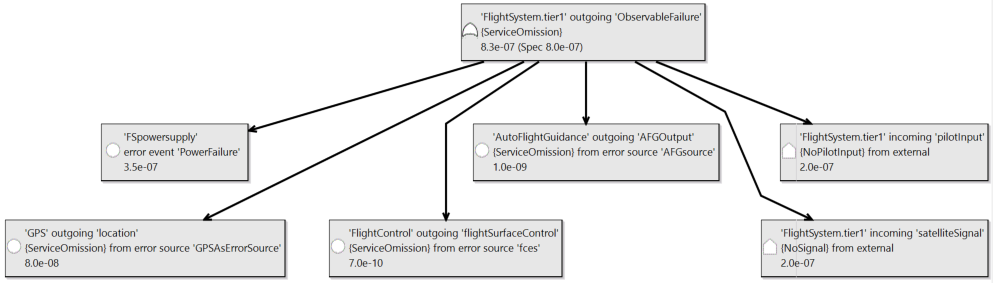 'FlightSystem.tier1' outgoing 'ObservableFailure'
{ServiceOmission}
8.3e-07 (Spec 8.0e-07)
'FSpowersupply'
error event 'PowerFailure'
3.5e-07
'AutoFlightGuidance' outgoing 'AFGOutput'
{ServiceOmission} from error source 'AFGsource'
1.0e-09
'FlightSystem.tier1' incoming 'pilotInput'
{NoPilotInput} from external
2.0e-07
'GPS' outgoing 'location'
{ServiceOmission} from error source 'GPSAsErrorSource'
8.0e-08
'FlightControl' outgoing 'flightSurfaceControl'
{ServiceOmission} from error source 'fces'
7.0e-10
'FlightSystem.tier1' incoming 'satelliteSignal'
{NoSignal} from external
2.0e-07